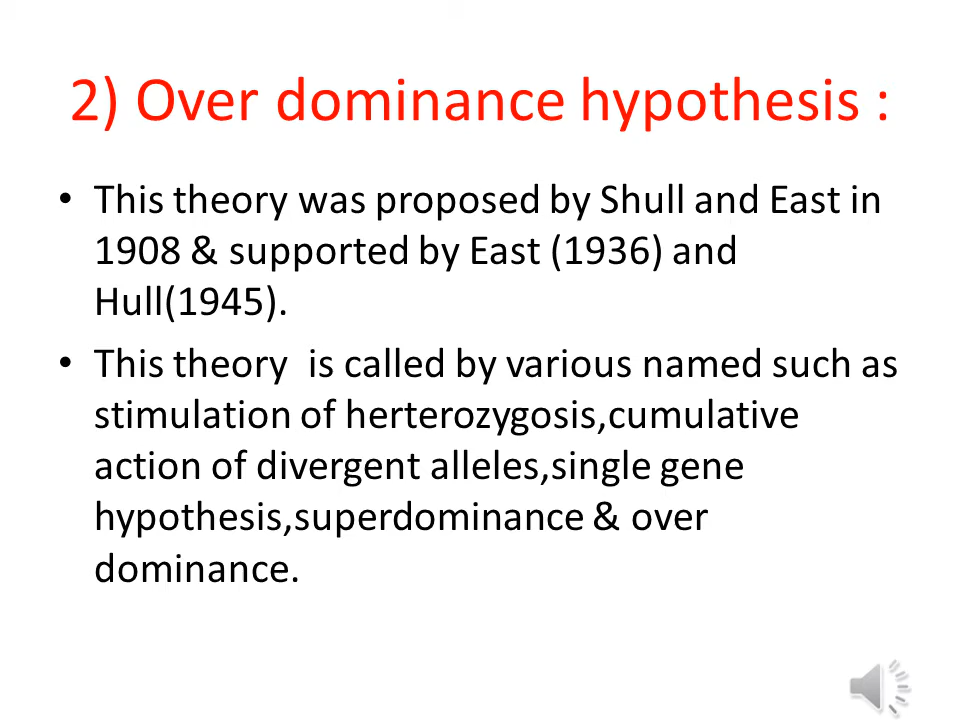 2) Over dominance hypothesis :
• This theory was proposed by Shull and East in
1908 & supported by East (1936) and
Hull(1945).
• This theory  is called by various named such as
stimulation of herterozygosis,cumulative
action of divergent alleles,single gene
hypothesis,superdominance & over
dominance.